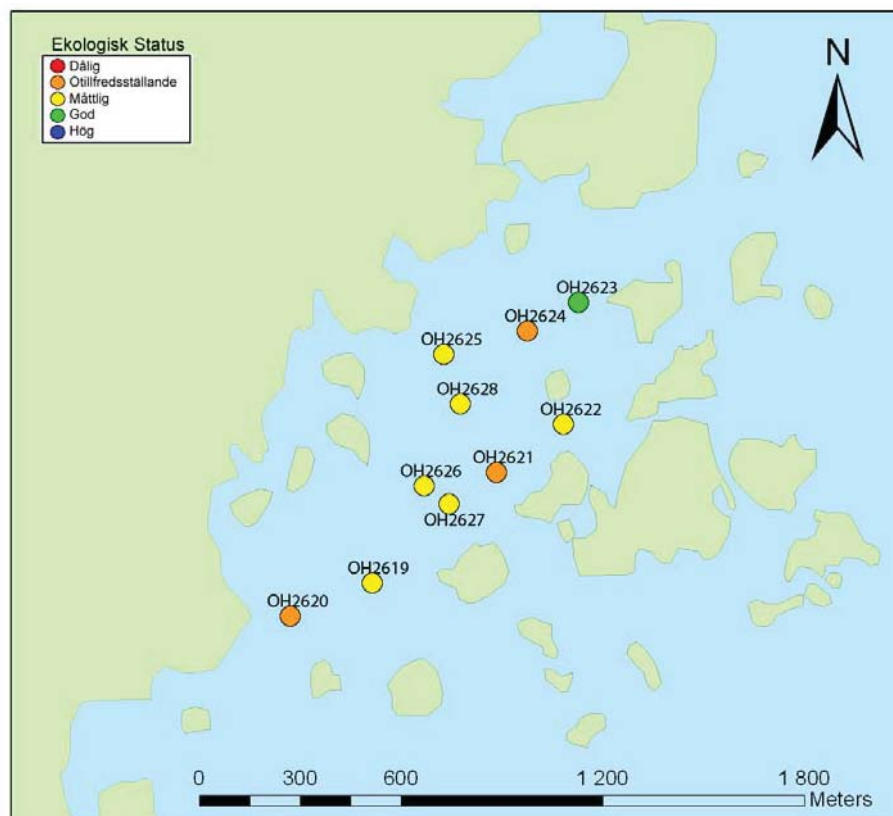 Ekologisk Status
Dålig
Otillfredsställande
Måttlig
God
Hög
N
OH2623
OH2624
OH2625
OH2628
OH2622
OH2621
OH2626
OH2627
OH2619
OH2620
0 300 600 1 200 1 800
Meters